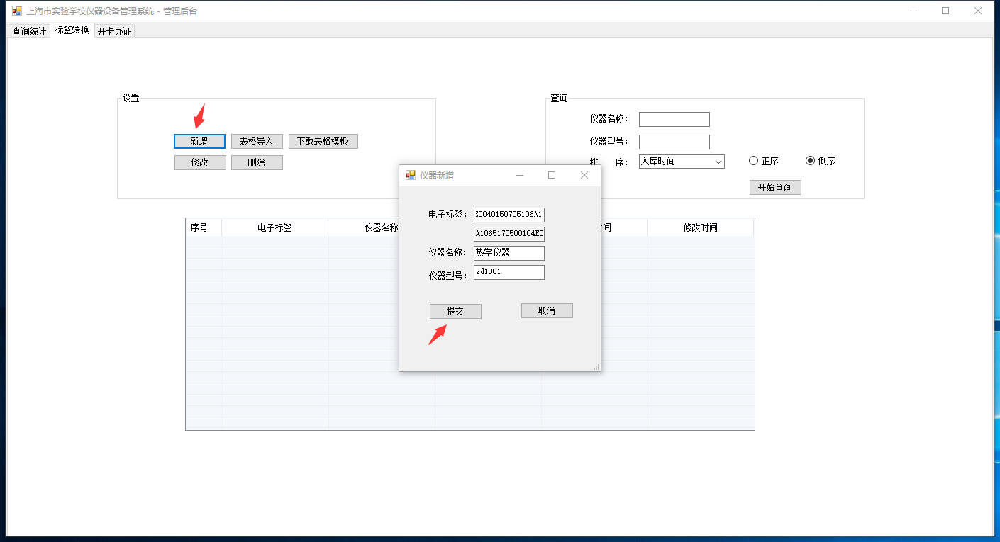 上海市实验学校仪器设备管理系统 - 管理后台
查询统计 标签转换 开卡办证
设置
新增 表格导入 下载表格模板
修改 删除
查询
仪器名称：
仪器型号：
排 序： 入库时间 正序 倒序
开始查询
序号 电子标签 仪器名称 时间 修改时间
仪器新增
电子标签： 30040150705106A1
A1065170500104E0
仪器名称： 热学仪器
仪器型号： zd1001
提交 取消